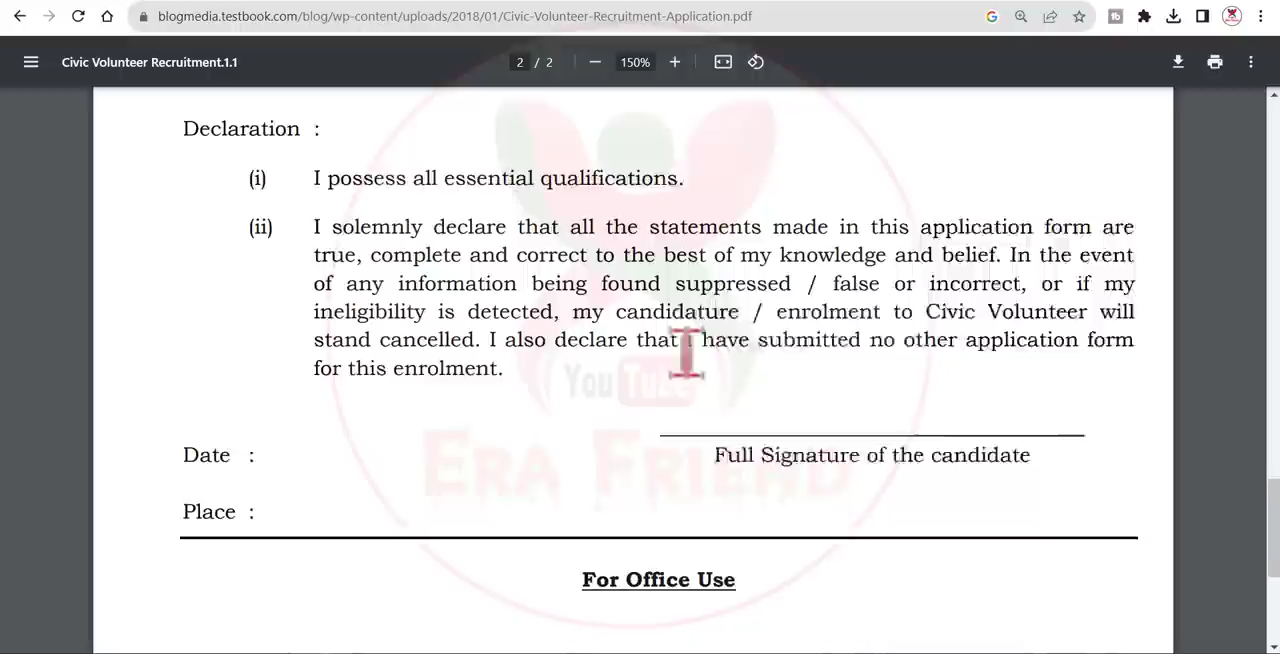 blogmedia.testbook.com/blog/wp-content/uploads/2018/01/Civic-Volunteer-Recruitment-Application.pdf
Civic Volunteer Recruitment.1.1
2 / 2
150%
Declaration :
(i) I possess all essential qualifications.
(ii) I solemnly declare that all the statements made in this application form are
true, complete and correct to the best of my knowledge and belief. In the event
of any information being found suppressed / false or incorrect, or if my
ineligibility is detected, my candidature / enrolment to Civic Volunteer will
stand cancelled. I also declare that i have submitted no other application form
for this enrolment.
You Tube
ERA FRIEND
Date :
Full Signature of the candidate
Place :
For Office Use